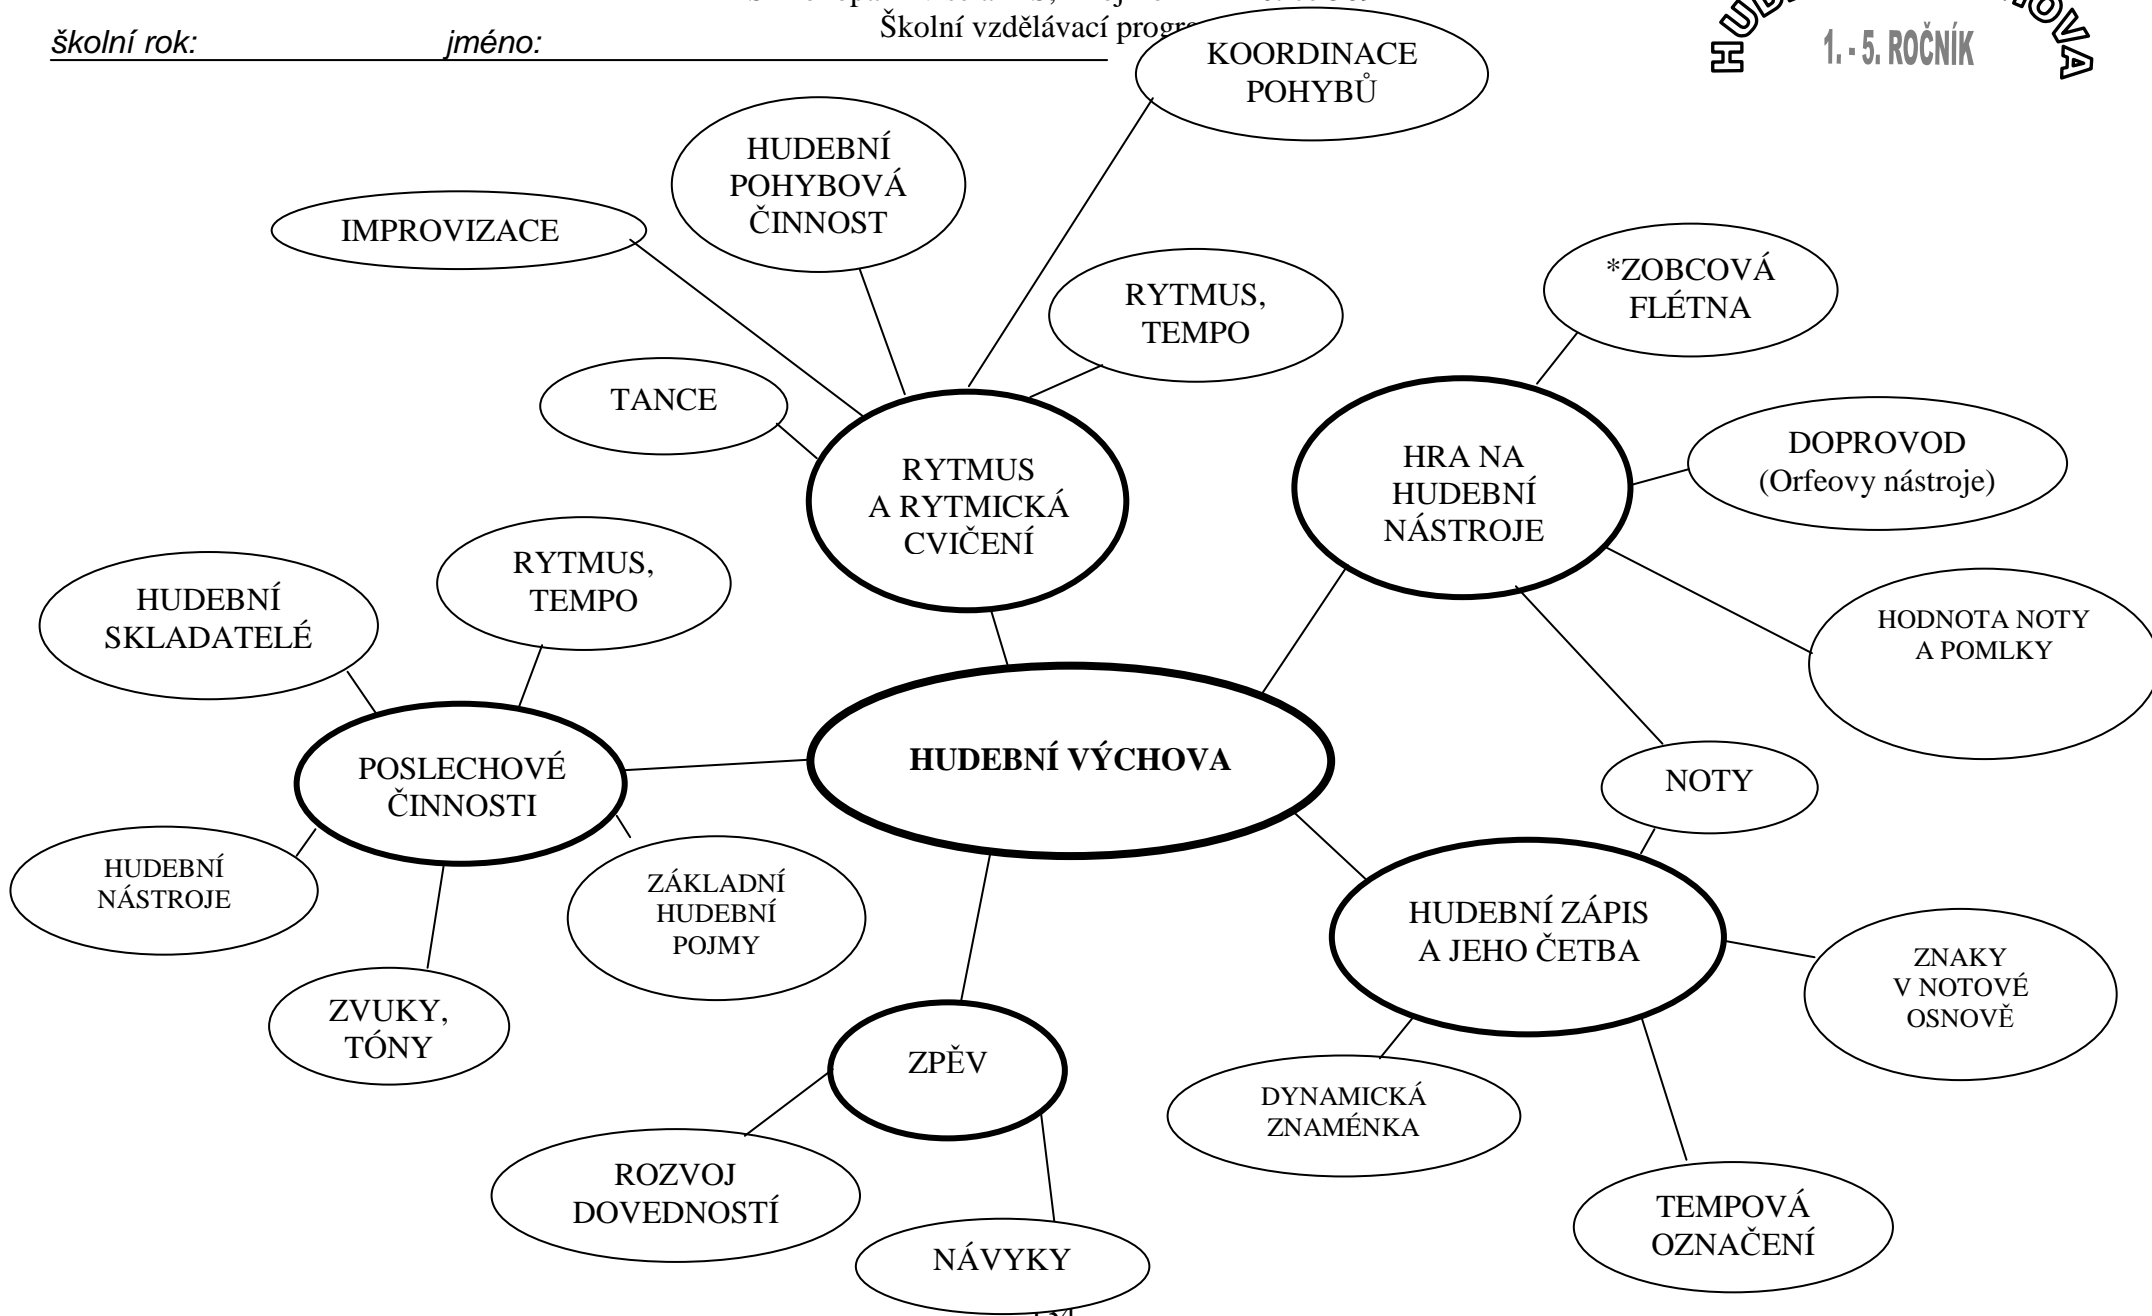 Školní vzdělávací
školní rok: jméno:
1. - 5. ROČNÍK
KOORDINACE
POHYBŮ
HUDEBNÍ
POHYBOVÁ
ČINNOST
IMPROVIZACE
*ZOBCOVÁ
FLÉTNA
RYTMUS,
TEMPO
TANCE
DOPROVOD
(Orfeovy nástroje)
RYTMUS
A RYTMICKÁ
CVIČENÍ
HRA NA
HUDEBNÍ
NÁSTROJE
RYTMUS,
TEMPO
HUDEBNÍ
SKLADATELÉ
HODNOTA NOTY
A POMLKY
HUDEBNÍ VÝCHOVA
POSLECHOVÉ
ČINNOSTI
NOTY
HUDEBNÍ
NÁSTROJE
ZÁKLADNÍ
HUDEBNÍ
POJMY
HUDEBNÍ ZÁPIS
A JEHO ČETBA
ZNAKY
V NOTOVÉ
OSNOVĚ
ZVUKY,
TÓNY
ZPĚV
DYNAMICKÁ
ZNAMÉNKA
ROZVOJ
DOVEDNOSTÍ
TEMPOVÁ
OZNAČENÍ
NÁVYKY